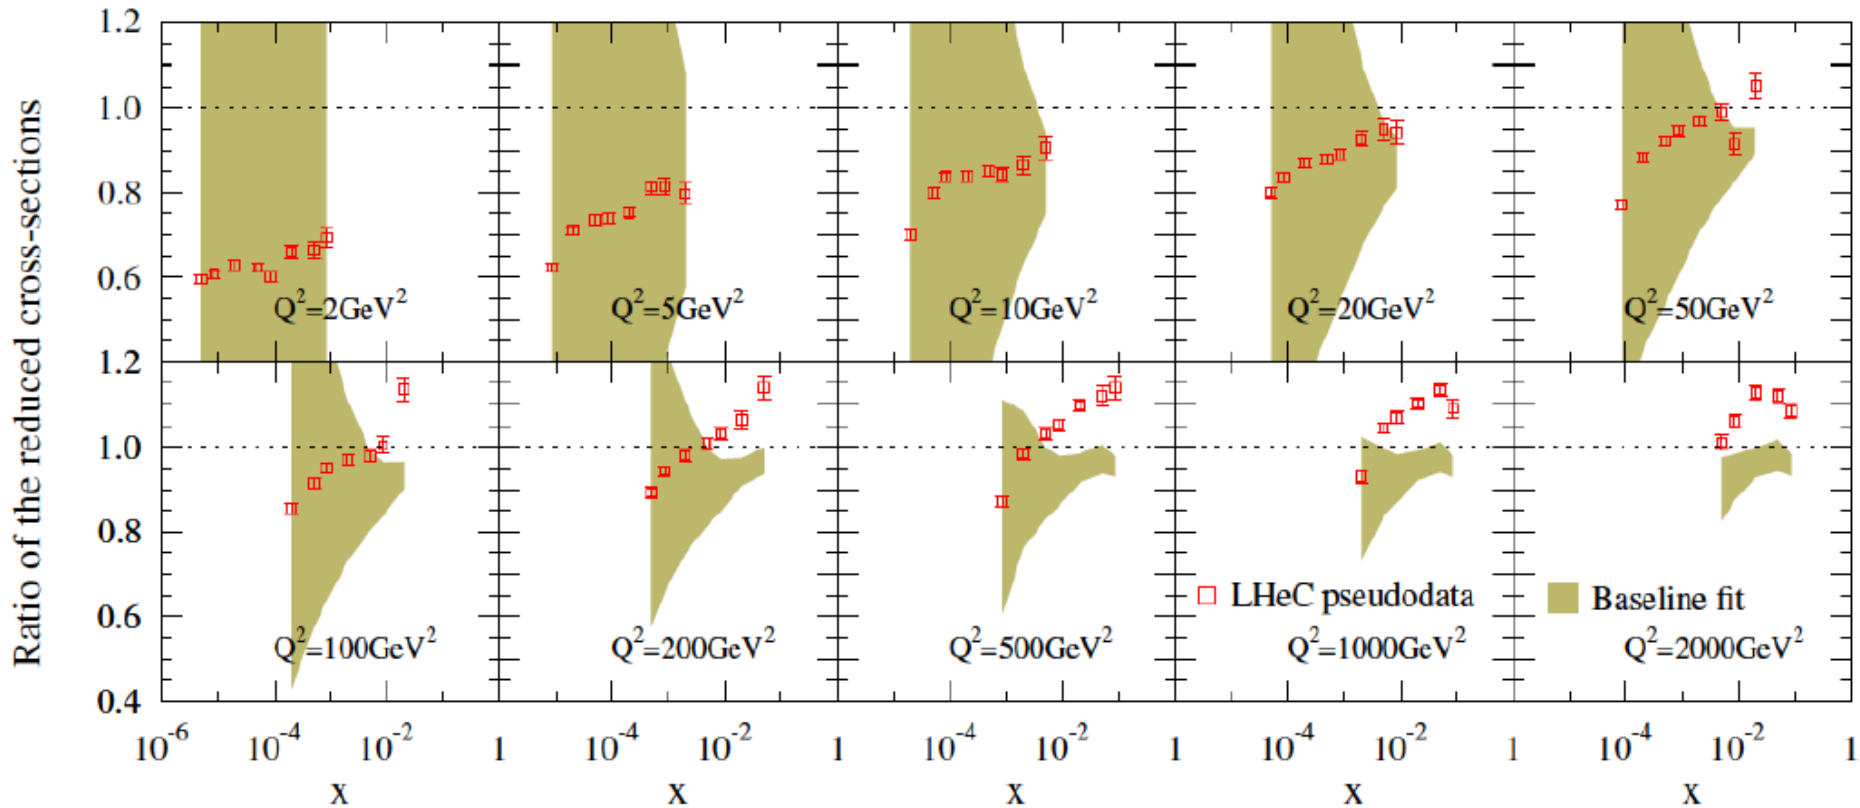 Ratio of the reduced cross-sections
1.2
1.0
0.8
0.6
Q²=2GeV² Q²=5GeV² Q²=10GeV² Q²=20GeV² Q²=50GeV²
1.2
1.0
0.8
0.6
0.4
LHeC pseudodata Baseline fit
Q²=100GeV² Q²=200GeV² Q²=500GeV² Q²=1000GeV² Q²=2000GeV²
10⁻⁶ 10⁻⁴ 10⁻² 1 10⁻⁴ 10⁻² 1 10⁻⁴ 10⁻² 1 10⁻⁴ 10⁻² 1 10⁻⁴ 10⁻² 1
x x x x x